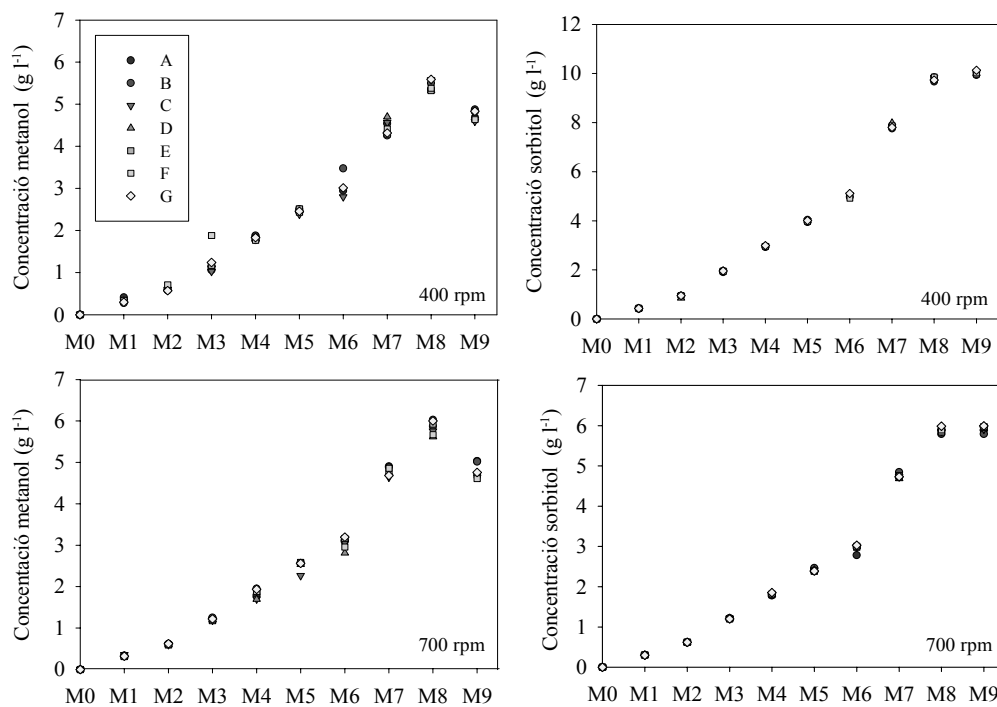 Concentració metanol (g l-1)
7
6
5
4
3
2
1
0
A
B
C
D
E
F
G
400 rpm
M0 M1 M2 M3 M4 M5 M6 M7 M8 M9
Concentració sorbitol (g l-1)
12
10
8
6
4
2
0
400 rpm
M0 M1 M2 M3 M4 M5 M6 M7 M8 M9
Concentació metanol (g l-1)
7
6
5
4
3
2
1
0
700 rpm
M0 M1 M2 M3 M4 M5 M6 M7 M8 M9
Concentració sorbitol (g l-1)
7
6
5
4
3
2
1
0
700 rpm
M0 M1 M2 M3 M4 M5 M6 M7 M8 M9